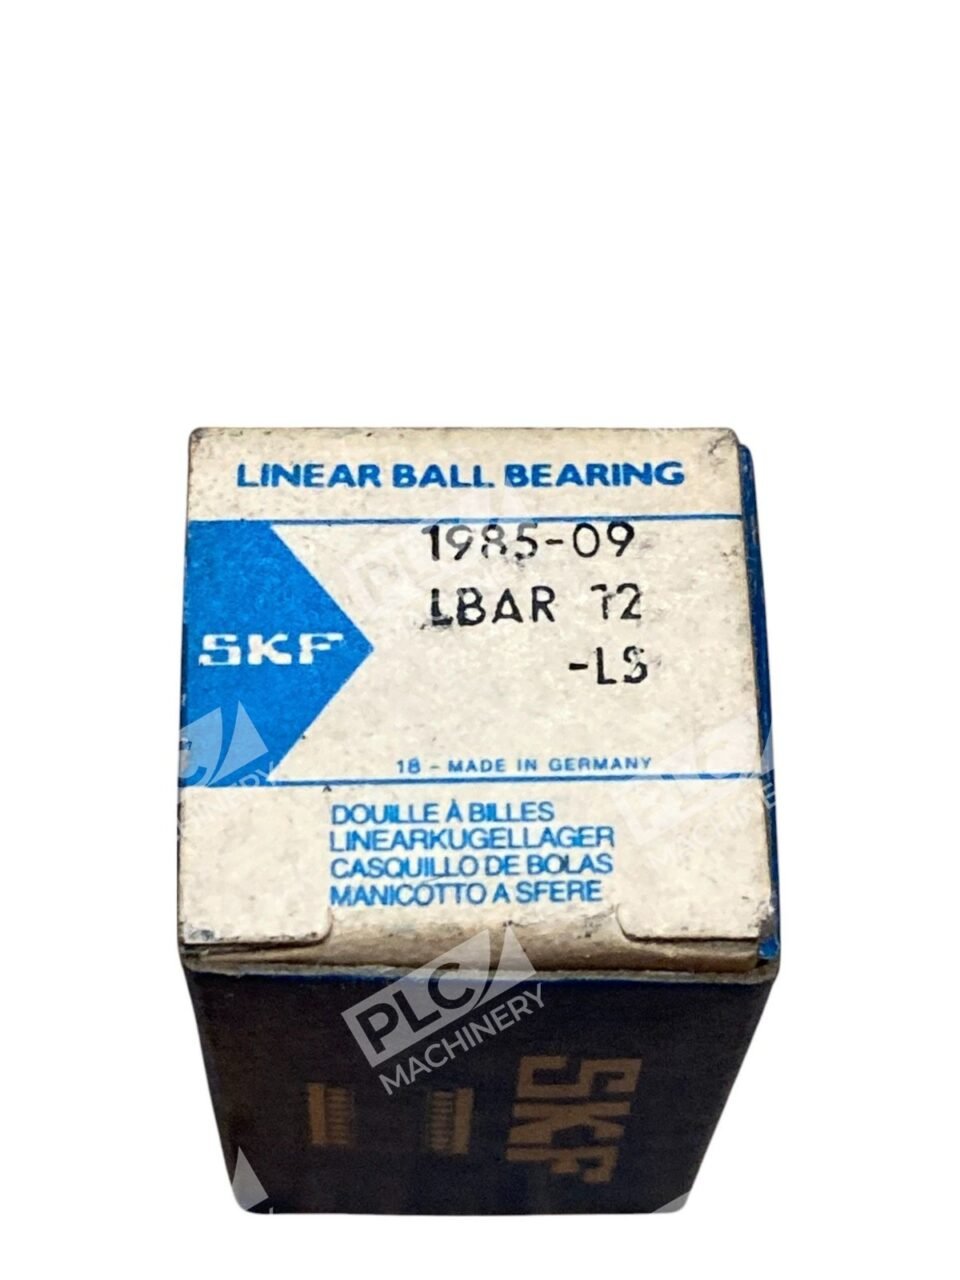 LINEAR BALL BEARING
1985-09
LBAR 12
-LS
SKF
18 - MADE IN GERMANY
DOUILLE À BILLES
LINEARKUGELLAGER
CASQUILLO DE BOLAS
MANICOTTO A SFERE
PLC
MACHINERY
SKF